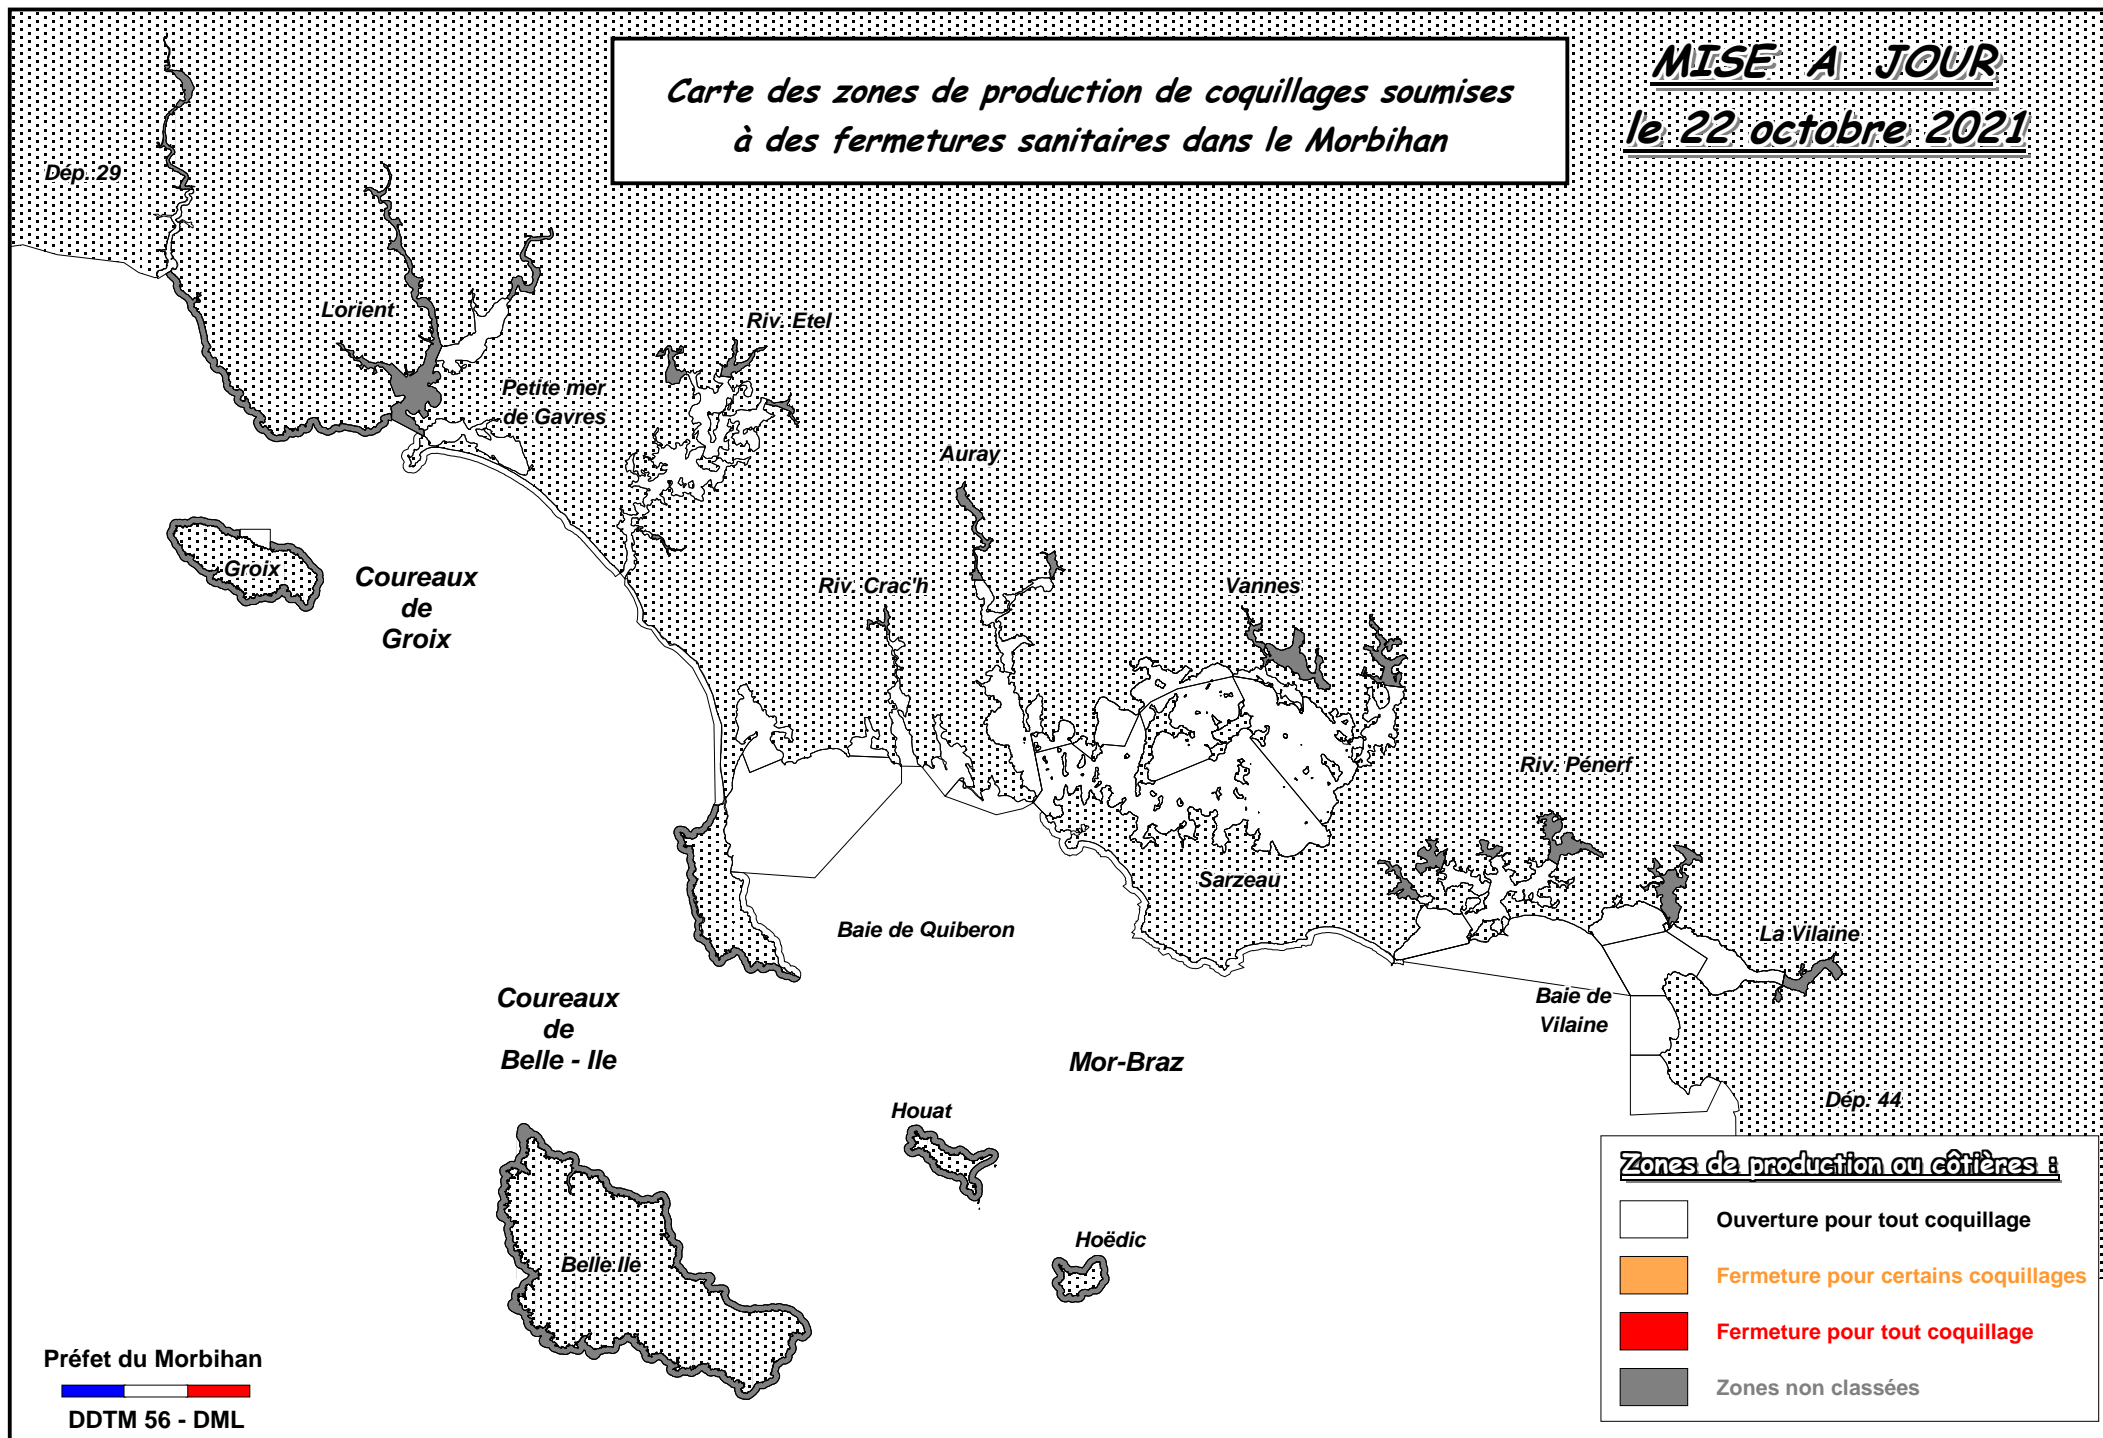 Carte des zones de production de coquillages soumises
à des fermetures sanitaires dans le Morbihan
MISE A JOUR
le 22 octobre 2021
Dép. 29
Lorient
Riv. Etel
Petite mer
de Gavres
Auray
Groix
Coureaux
de
Groix
Riv. Crac'h
Vannes
Riv. Pénerf
Sarzeau
Baie de Quiberon
La Vilaine
Coureaux
de
Belle - Ile
Baie de
Vilaine
Mor-Braz
Houat
Dép. 44
Hoëdic
Belle Ile
Zones de production ou côtières :
Ouverture pour tout coquillage
Fermeture pour certains coquillages
Fermeture pour tout coquillage
Zones non classées
Préfet du Morbihan
DDTM 56 - DML